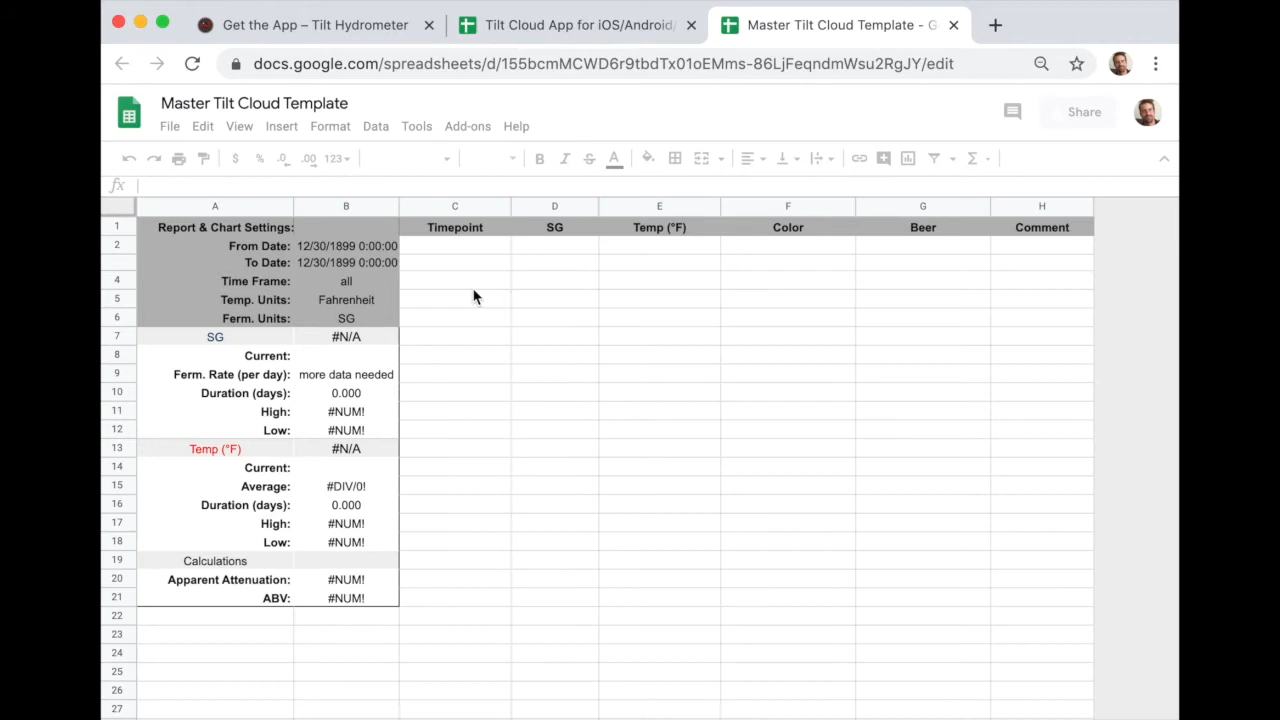 Get the App – Tilt Hydrometer
Tilt Cloud App for iOS/Android/
Master Tilt Cloud Template - G
docs.google.com/spreadsheets/d/155bcmMCWD6r9tbdTx01oEMms-86LjFeqndmWsu2RgJY/edit
Master Tilt Cloud Template
File Edit View Insert Format Data Tools Add-ons Help
Share
$ % .0 .00 123
B I S A
fx
A B C D E F G H
1 Report & Chart Settings: Timepoint SG Temp (°F) Color Beer Comment
2 From Date: 12/30/1899 0:00:00
To Date: 12/30/1899 0:00:00
4 Time Frame: all
5 Temp. Units: Fahrenheit
6 Ferm. Units: SG
7 SG #N/A
8 Current:
9 Ferm. Rate (per day): more data needed
10 Duration (days): 0.000
11 High: #NUM!
12 Low: #NUM!
13 Temp (°F) #N/A
14 Current:
15 Average: #DIV/0!
16 Duration (days): 0.000
17 High: #NUM!
18 Low: #NUM!
19 Calculations
20 Apparent Attenuation: #NUM!
21 ABV: #NUM!
22
23
24
25
26
27